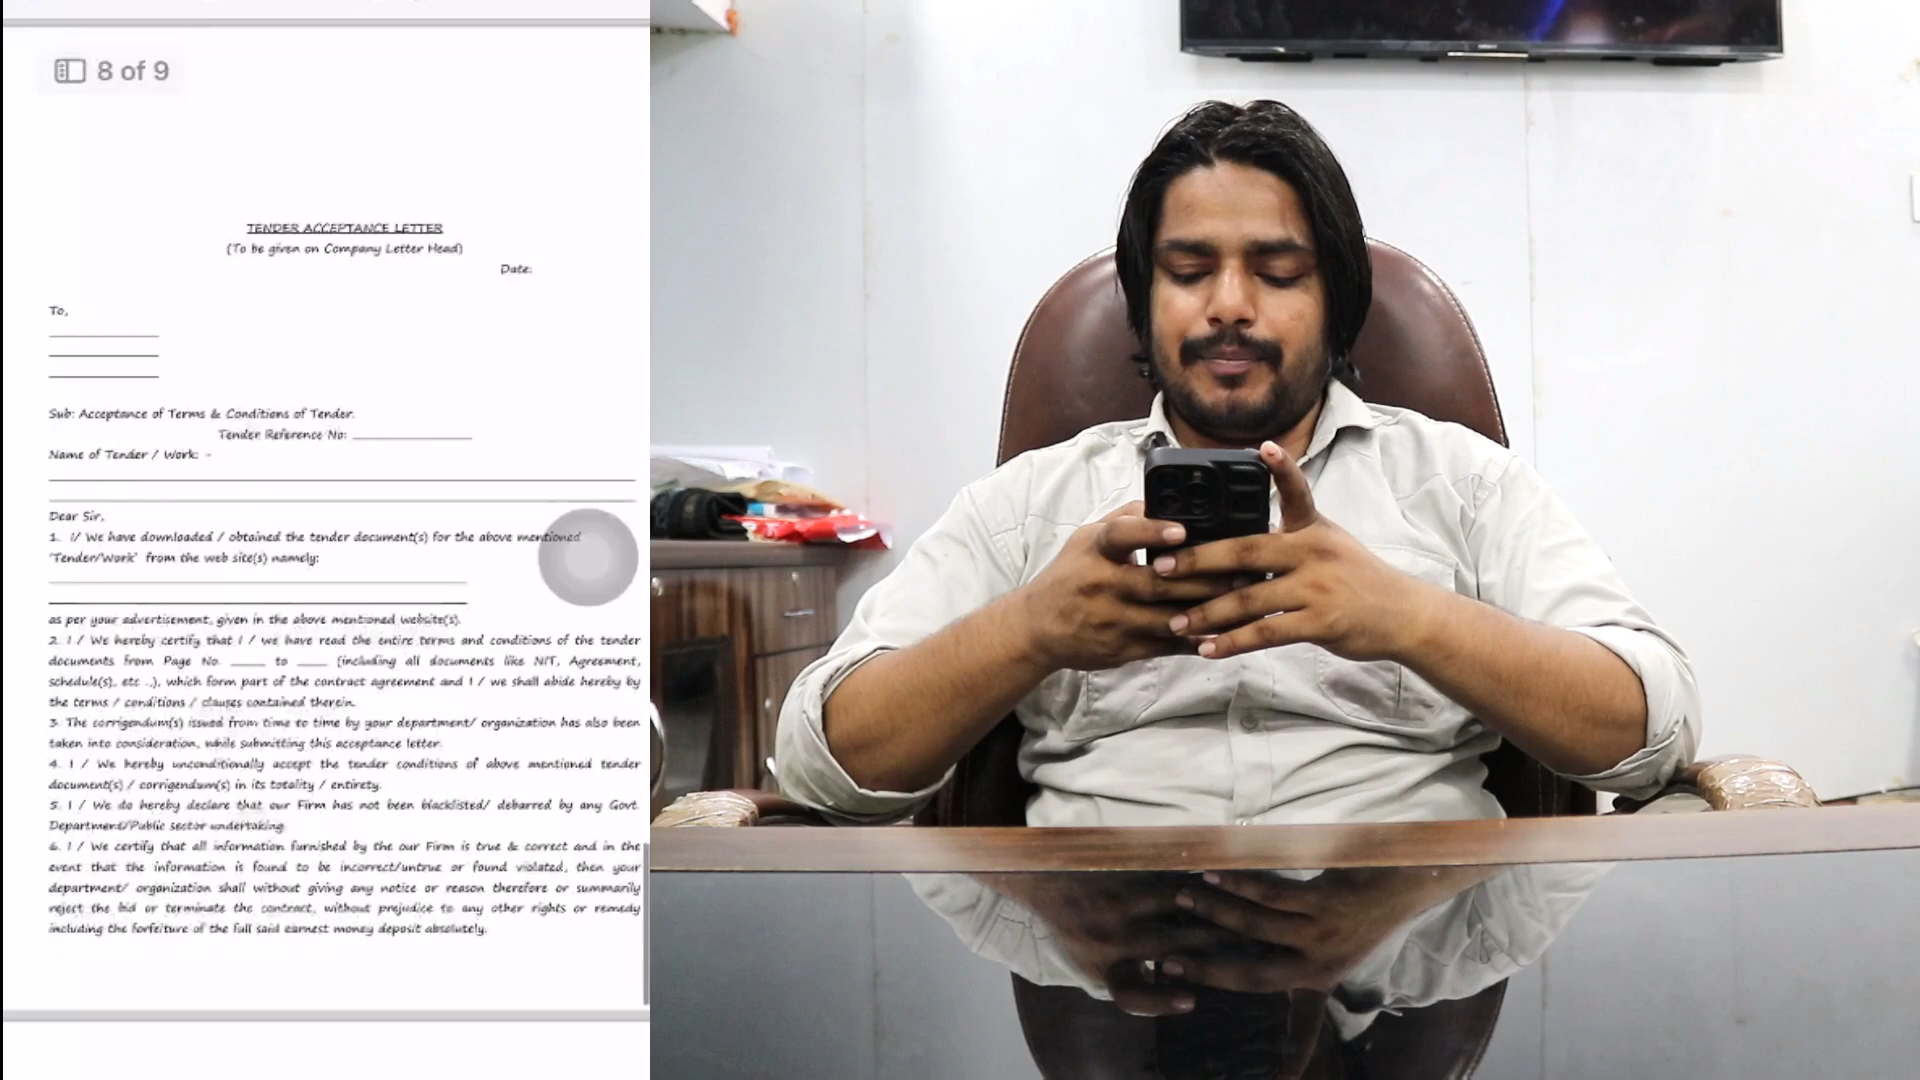 8 of 9
TENDER ACCEPTANCE LETTER
(To be given on Company Letter Head)
Date:
To,
Sub: Acceptance of Terms & Conditions of Tender.
Tender Reference No: ____________
Name of Tender / Work: -
Dear Sir,
1. I/ We have downloaded / obtained the tender document(s) for the above mentioned
'Tender/Work' from the web site(s) namely:
as per your advertisement, given in the above mentioned website(s).
2. I / We hereby certify that I / we have read the entire terms and conditions of the tender
documents from Page No. _____ to ____ (including all documents like NIT, Agreement,
schedule(s), etc ..), which form part of the contract agreement and I / we shall abide hereby by
the terms / conditions / clauses contained therein.
3. The corrigendum(s) issued from time to time by your department/ organization has also been
taken into consideration, while submitting this acceptance letter.
4. I / We hereby unconditionally accept the tender conditions of above mentioned tender
document(s) / corrigendum(s) in its totality / entirety.
5. I / We do hereby declare that our Firm has not been blacklisted/ debarred by any Govt.
Department/Public sector undertaking.
6. I / We certify that all information furnished by the our Firm is true & correct and in the
event that the information is found to be incorrect/untrue or found violated, then your
department/ organization shall without giving any notice or reason therefore or summarily
reject the bid or terminate the contract, without prejudice to any other rights or remedy
including the forfeiture of the full said earnest money deposit absolutely.